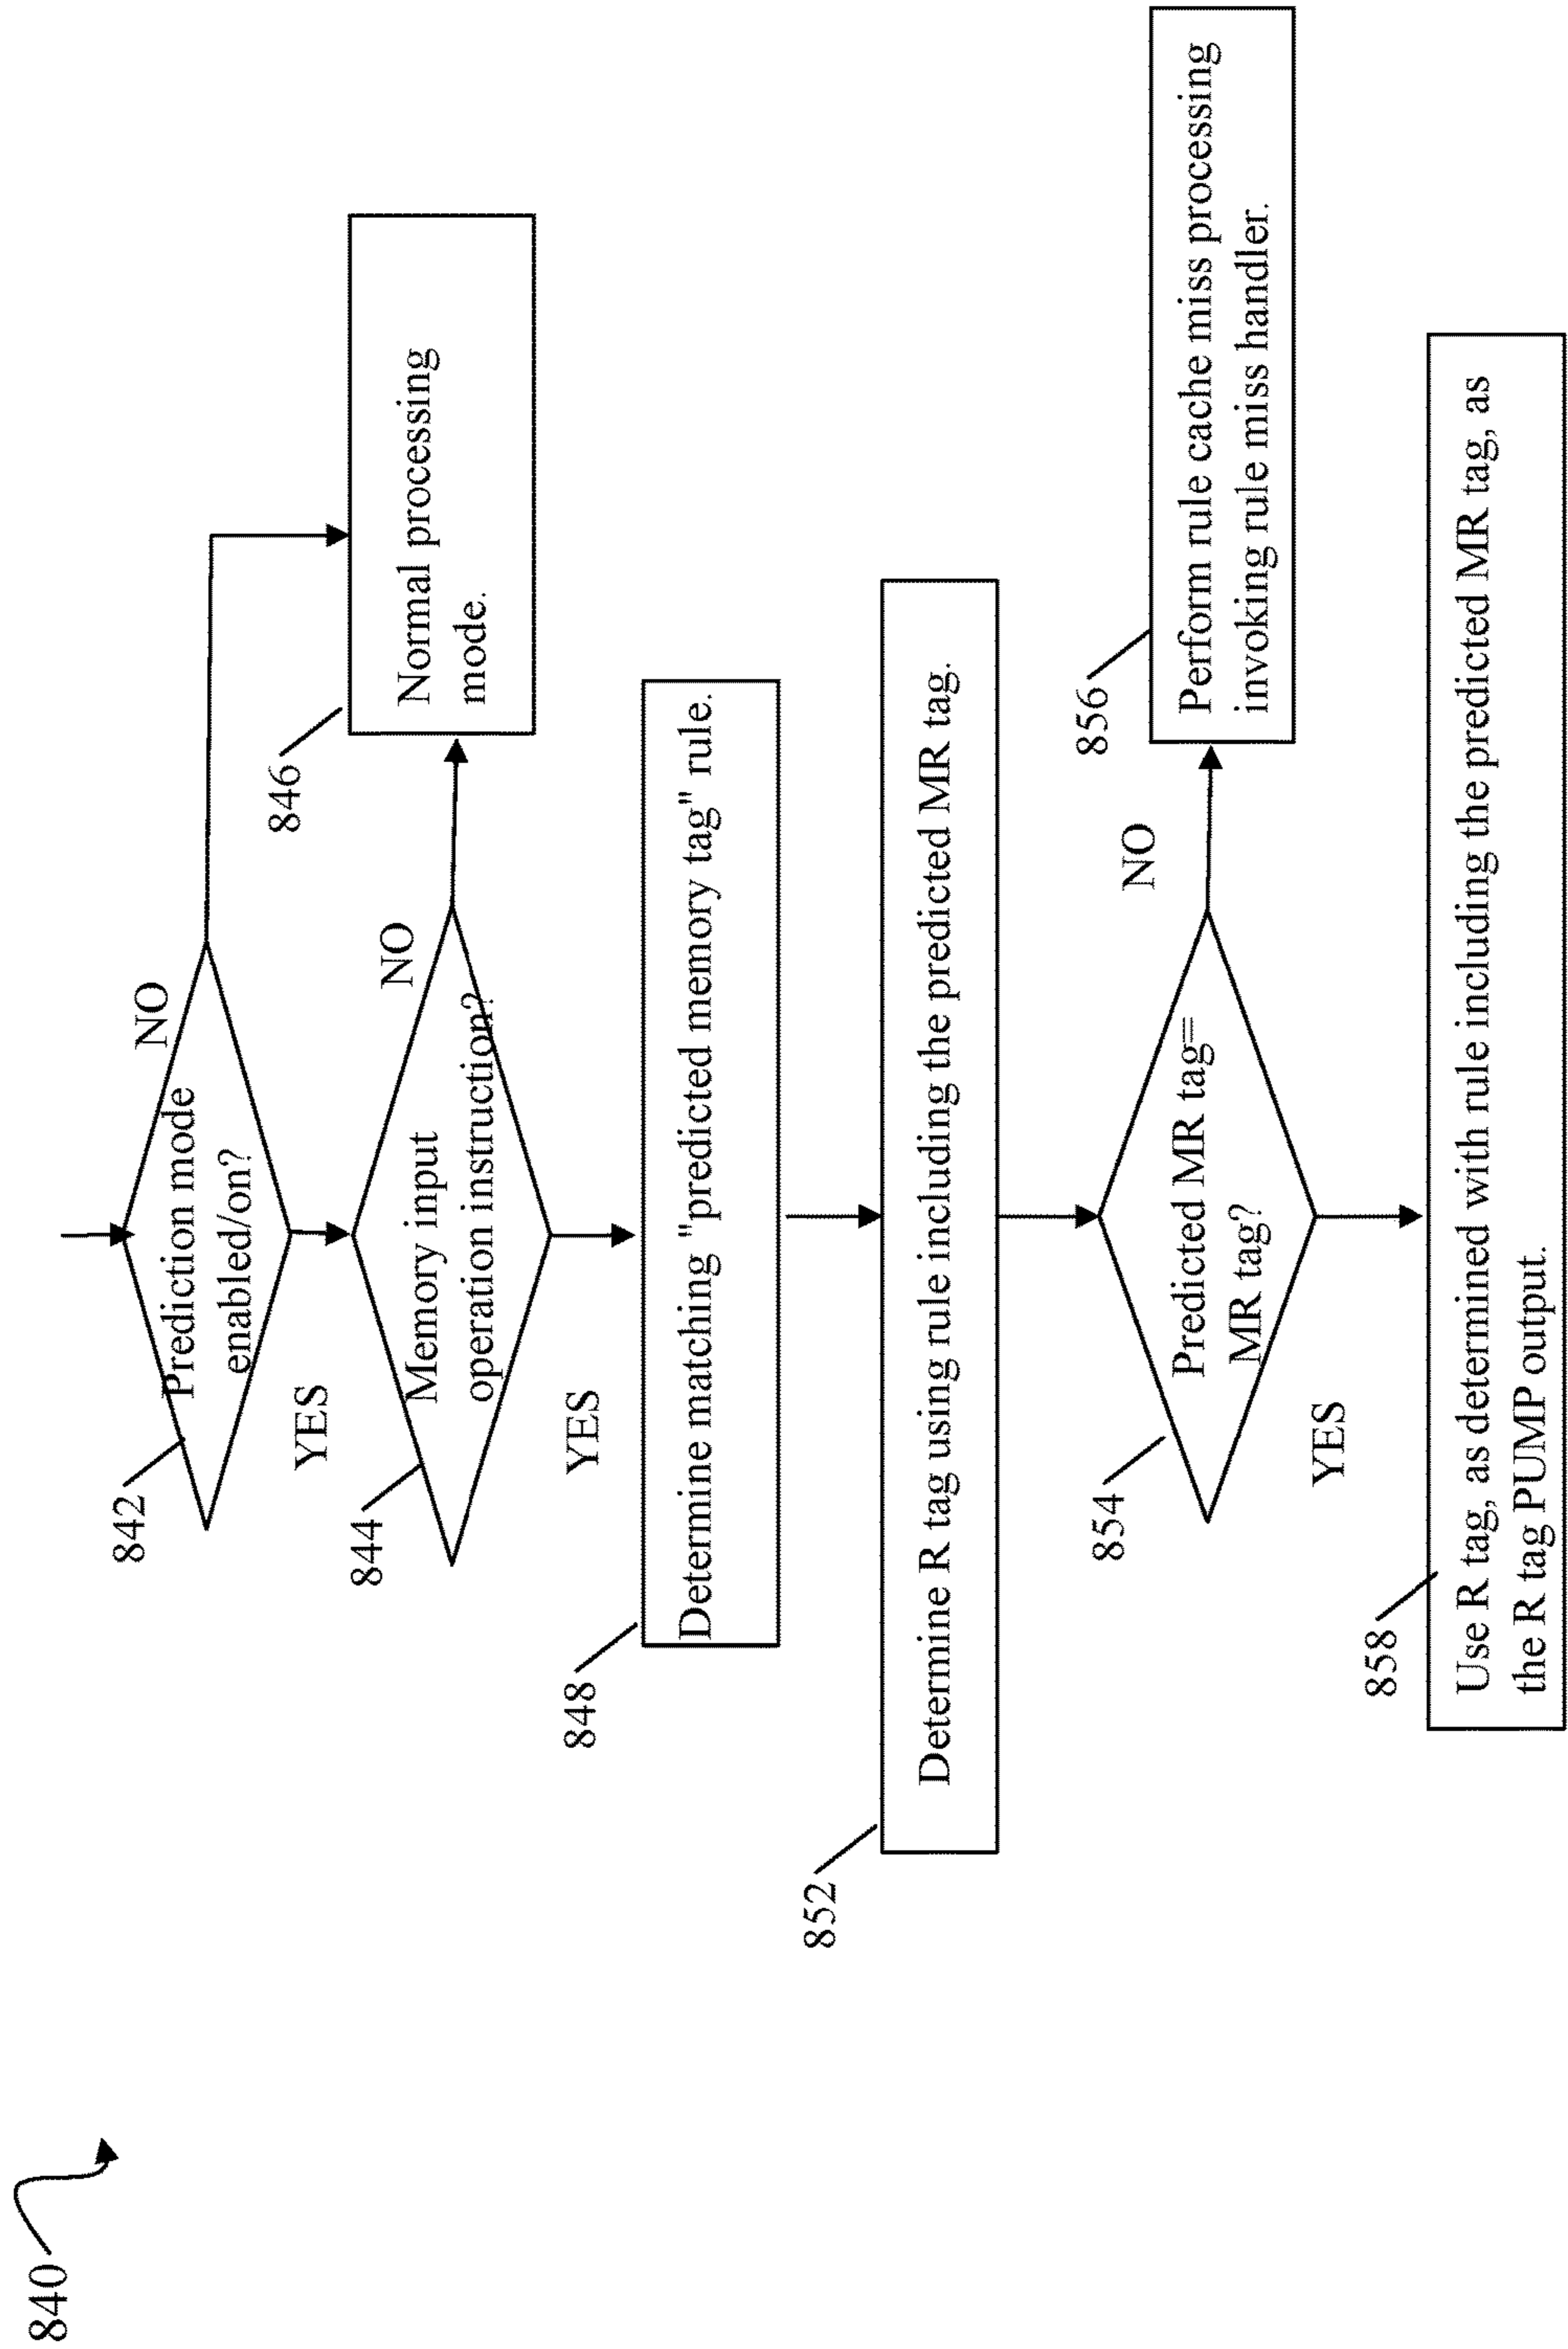 840
842
Prediction mode
enabled/on?
NO
YES
844
Memory input
operation instruction?
NO
YES
846
Normal processing
mode.
848
Determine matching "predicted memory tag" rule.
852
Determine R tag using rule including the predicted MR tag.
854
Predicted MR tag=
MR tag?
NO
YES
856
Perform rule cache miss processing
invoking rule miss handler.
858
Use R tag, as determined with rule including the predicted MR tag, as
the R tag PUMP output.